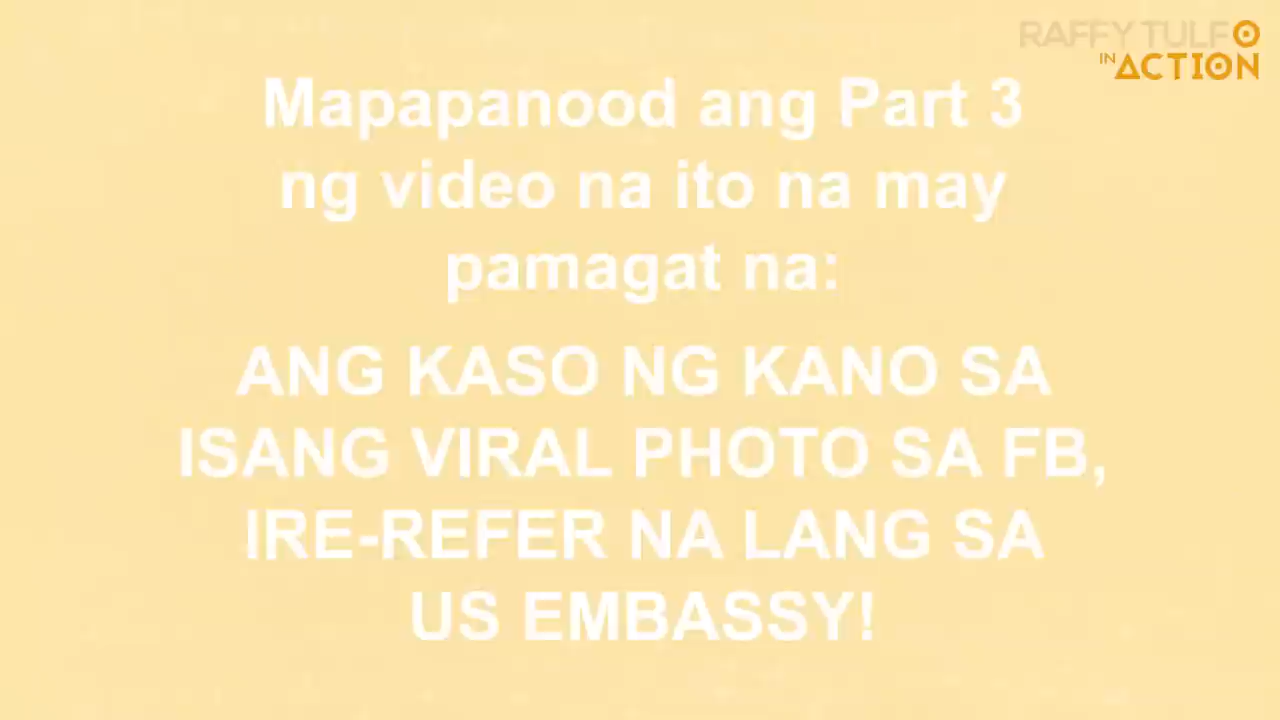 RAFFY TULFO
IN ACTION
Mapapanood ang Part 3
ng video na ito na may
pamagat na:
ANG KASO NG KANO SA
ISANG VIRAL PHOTO SA FB,
IRE-REFER NA LANG SA
US EMBASSY!